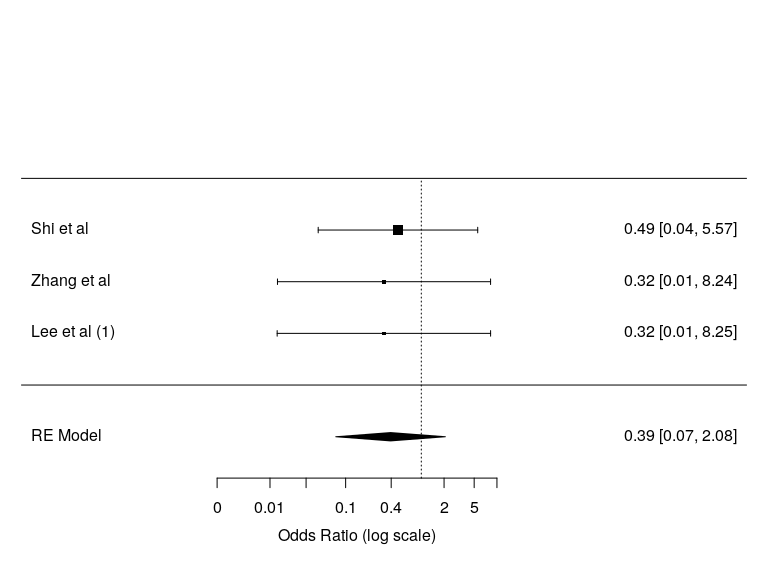 Shi et al 0.49 [0.04, 5.57]
Zhang et al 0.32 [0.01, 8.24]
Lee et al (1) 0.32 [0.01, 8.25]
RE Model 0.39 [0.07, 2.08]
0 0.01 0.1 0.4 2 5
Odds Ratio (log scale)